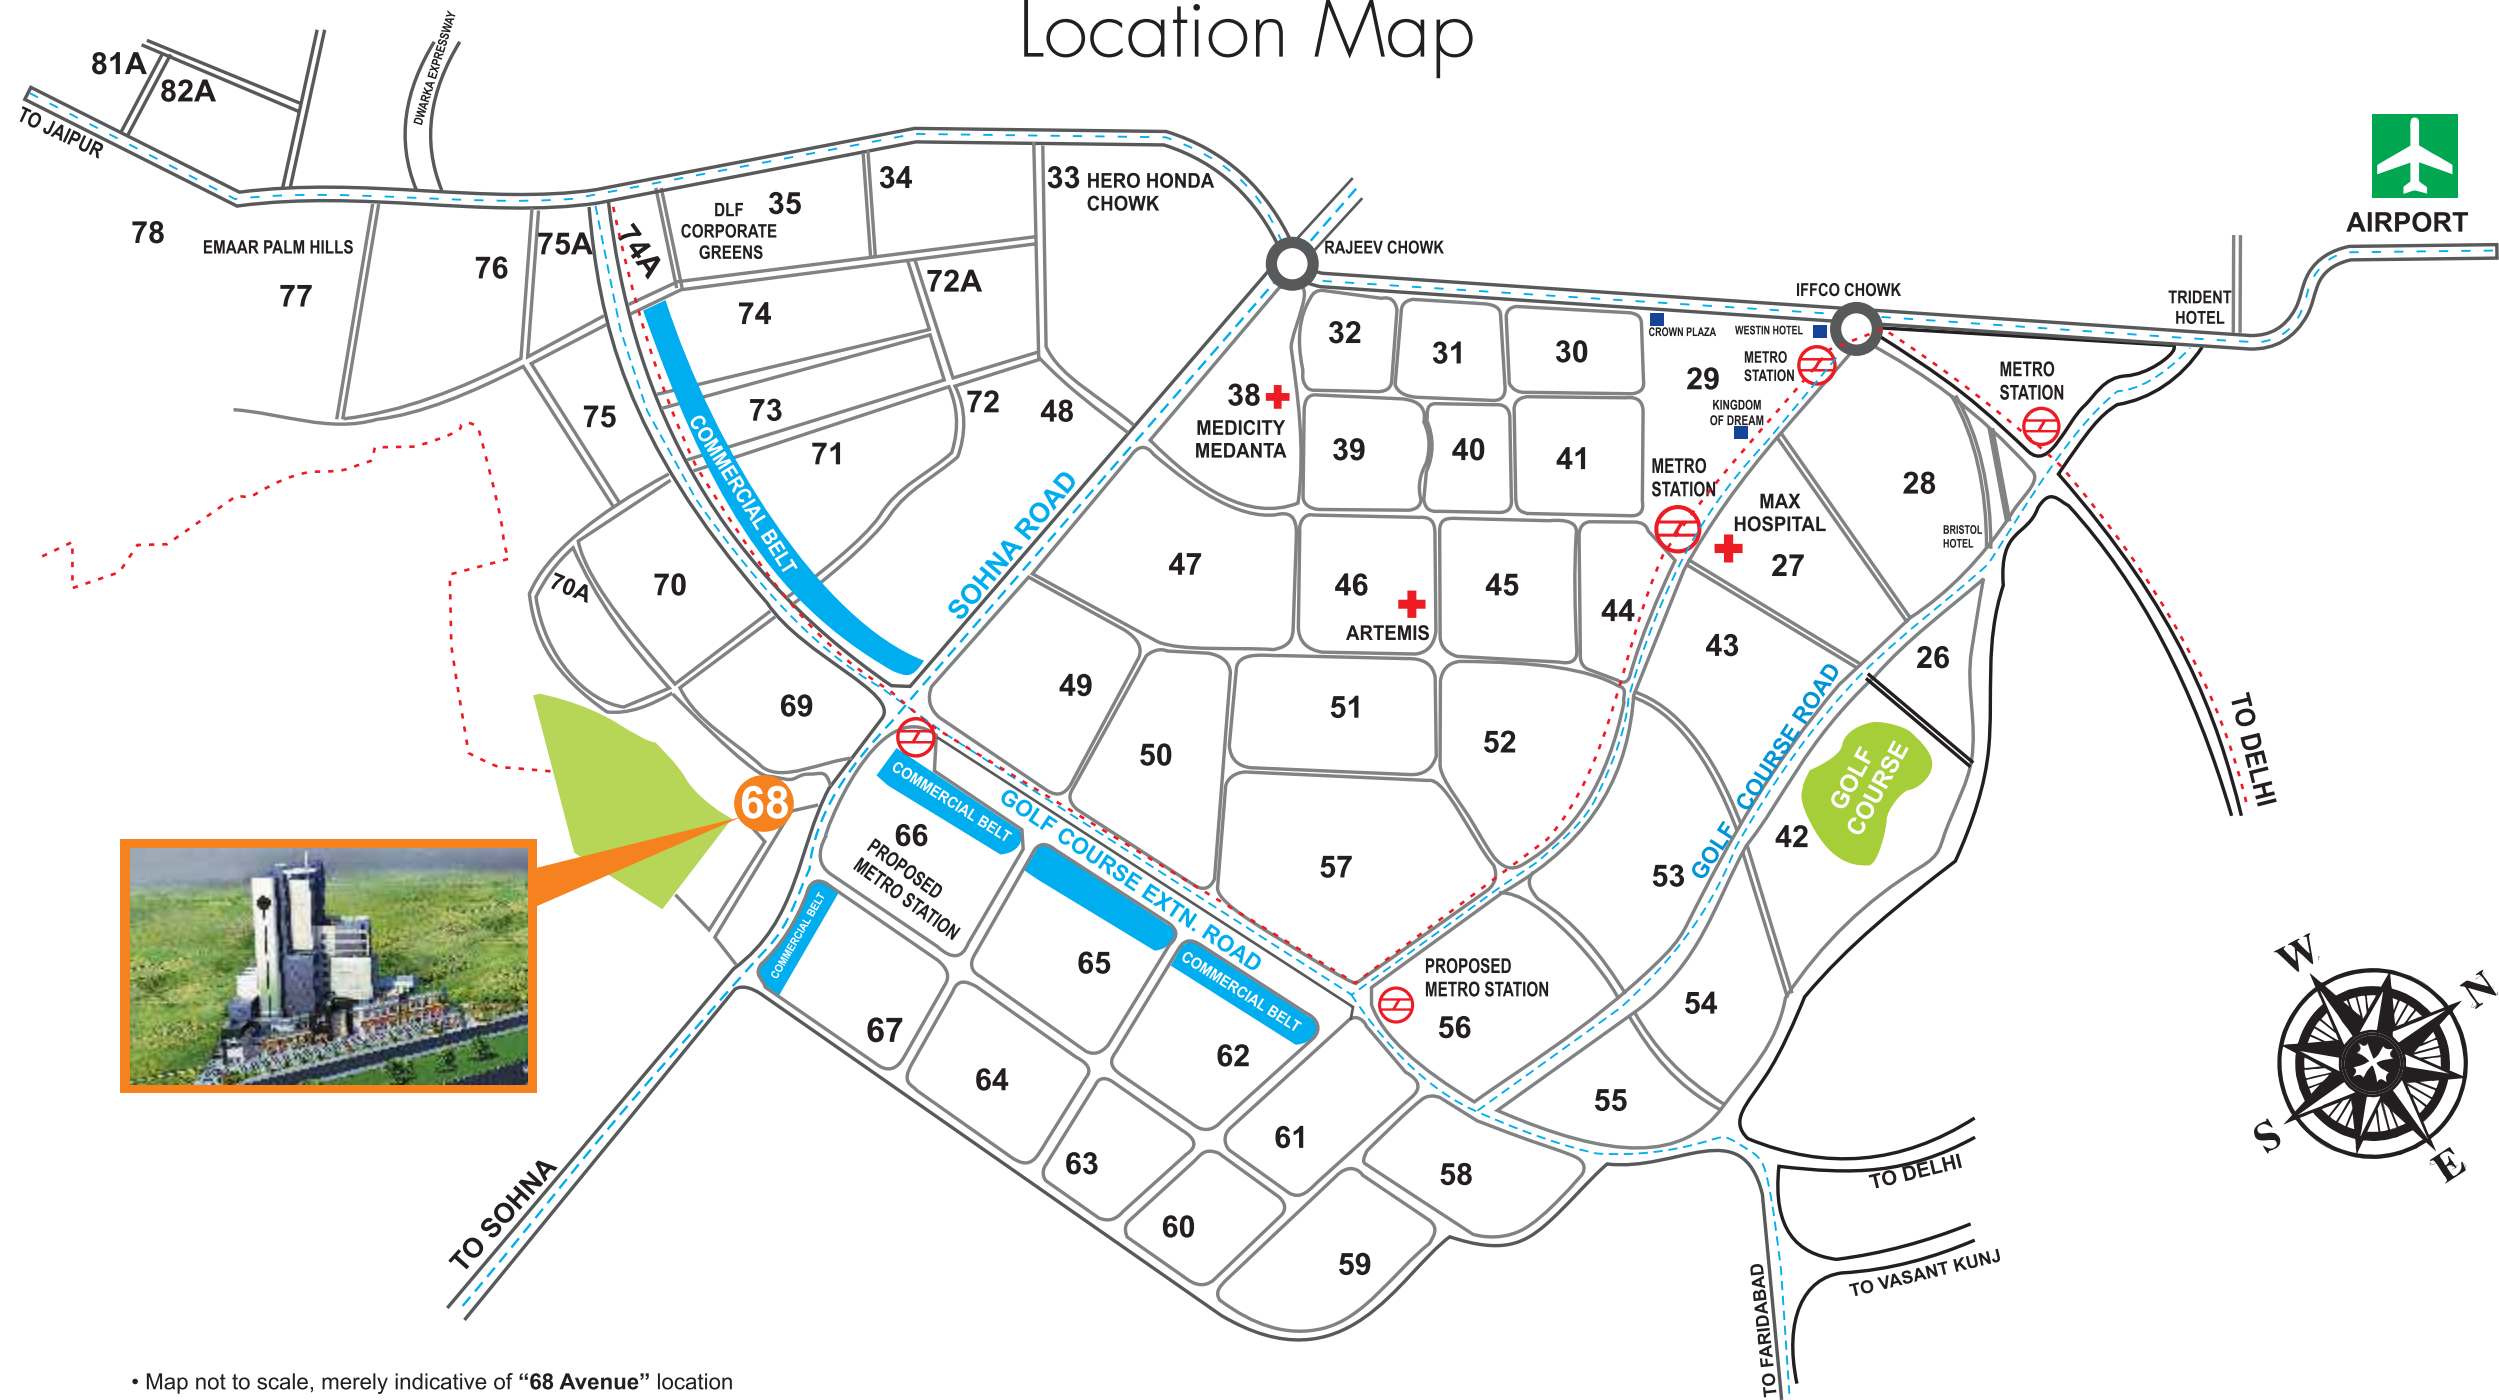 Location Map
81A
82A
TO JAIPUR
DWARKA EXPRESSWAY
AIRPORT
78
EMAAR PALM HILLS
77
76
75A
74A
DLF
CORPORATE
GREENS
35
34
33 HERO HONDA
CHOWK
RAJEEV CHOWK
IFFCO CHOWK
TRIDENT
HOTEL
74
72A
32
31
30
CROWN PLAZA
WESTIN HOTEL
METRO
STATION
29
KINGDOM
OF DREAM
METRO
STATION
75
73
72
71
48
38
MEDICITY
MEDANTA
39
40
41
METRO
STATION
MAX
HOSPITAL
27
28
BRISTOL
HOTEL
COMMERCIAL BELT
SOHNA ROAD
70A
70
47
46
ARTEMIS
45
44
43
26
69
49
50
51
52
GOLF COURSE ROAD
GOLF
COURSE
42
TO DELHI
68
COMMERCIAL BELT
66
PROPOSED
METRO STATION
GOLF COURSE EXTN. ROAD
57
53
COMMERCIAL BELT
65
COMMERCIAL BELT
PROPOSED
METRO STATION
56
54
67
62
64
55
61
63
58
60
59
TO SOHNA
TO DELHI
TO VASANT KUNJ
TO FARIDABAD
W
N
S
E
• Map not to scale, merely indicative of “68 Avenue” location